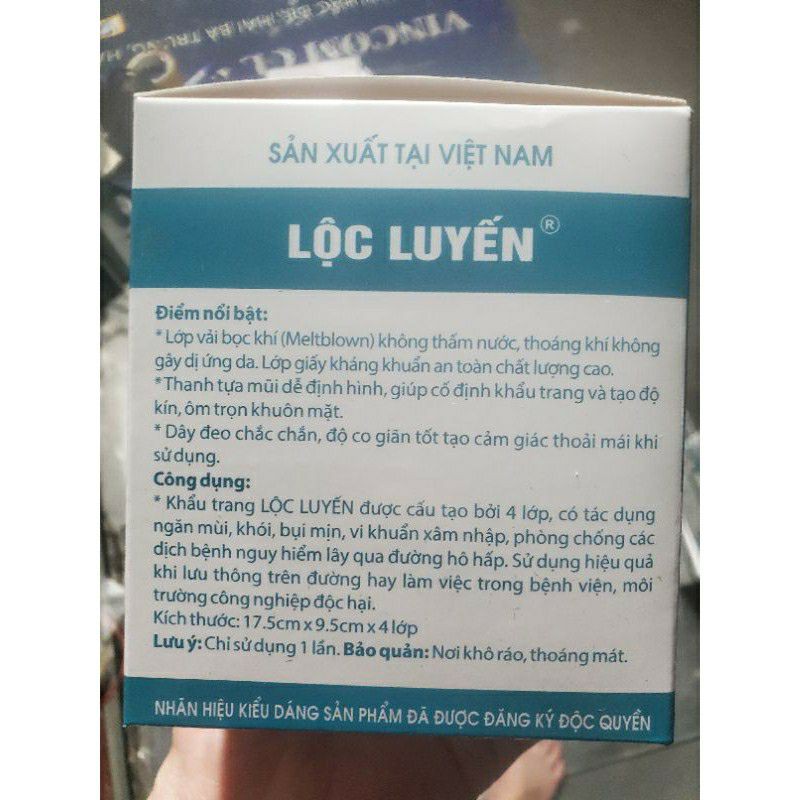 PHỐ BẾ, HAI BÀ TRƯNG, HÀ
VINCOM CE
SẢN XUẤT TẠI VIỆT NAM
LỘC LUYẾN®
Điểm nổi bật:
* Lớp vải bọc khí (Meltblown) không thấm nước, thoáng khí không
gây dị ứng da. Lớp giấy kháng khuẩn an toàn chất lượng cao.
*Thanh tựa mũi dễ định hình, giúp cố định khẩu trang và tạo độ
kín, ôm trọn khuôn mặt.
* Dây đeo chắc chắn, độ co giãn tốt tạo cảm giác thoải mái khi
sử dụng.
Công dụng:
* Khẩu trang LỘC LUYẾN được cấu tạo bởi 4 lớp, có tác dụng
ngăn mùi, khói, bụi mịn, vi khuẩn xâm nhập, phòng chống các
dịch bệnh nguy hiểm lây qua đường hô hấp. Sử dụng hiệu quả
khi lưu thông trên đường hay làm việc trong bệnh viện, môi
trường công nghiệp độc hại.
Kích thước: 17.5cm x 9.5cm x 4 lớp
Lưu ý: Chỉ sử dụng 1 lần. Bảo quản: Nơi khô ráo, thoáng mát.
NHÃN HIỆU KIỂU DÁNG SẢN PHẨM ĐÃ ĐƯỢC ĐĂNG KÝ ĐỘC QUYỀN